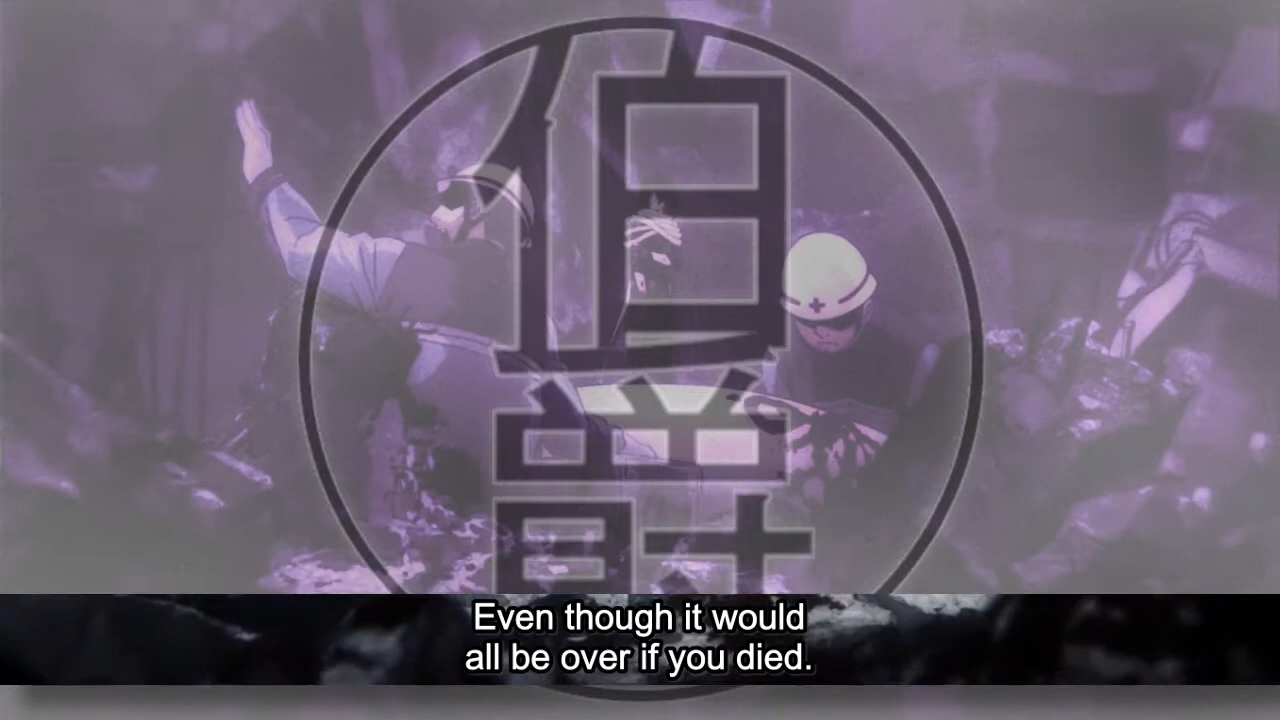 伯
爵
Even though it would
all be over if you died.